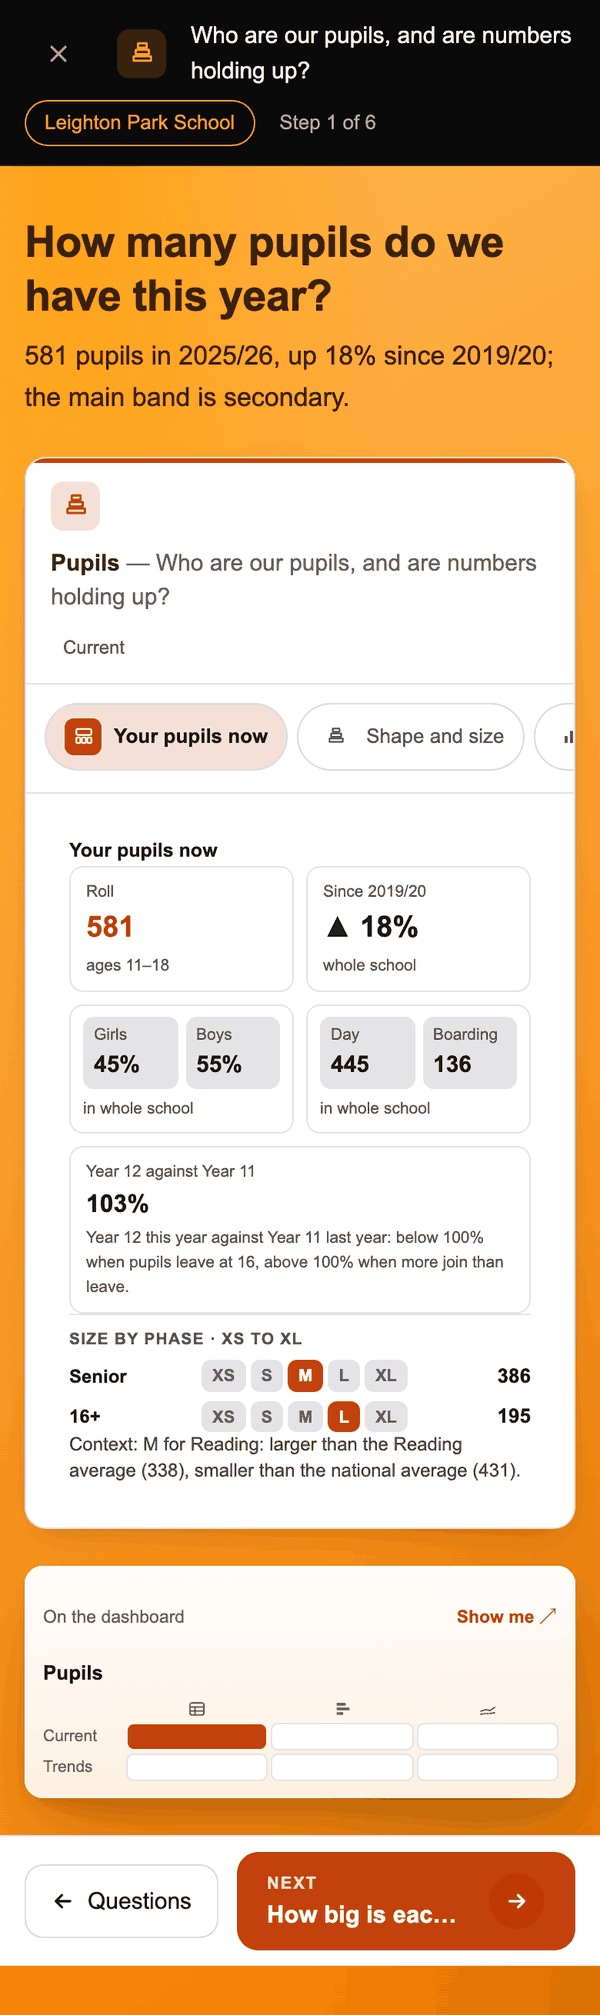 Who are our pupils, and are numbers
holding up?
Leighton Park School
Step 1 of 6
How many pupils do we
have this year?
581 pupils in 2025/26, up 18% since 2019/20;
the main band is secondary.
Pupils — Who are our pupils, and are numbers
holding up?
Current
Your pupils now
Shape and size
Your pupils now
Roll
581
ages 11–18
Since 2019/20
▲ 18%
whole school
Girls
45%
Boys
55%
in whole school
Day
445
Boarding
136
in whole school
Year 12 against Year 11
103%
Year 12 this year against Year 11 last year: below 100%
when pupils leave at 16, above 100% when more join than
leave.
SIZE BY PHASE · XS TO XL
Senior XS S M L XL 386
16+ XS S M L XL 195
Context: M for Reading: larger than the Reading
average (338), smaller than the national average (431).
On the dashboard
Show me ↗
Pupils
Current
Trends
← Questions
NEXT
How big is eac... →